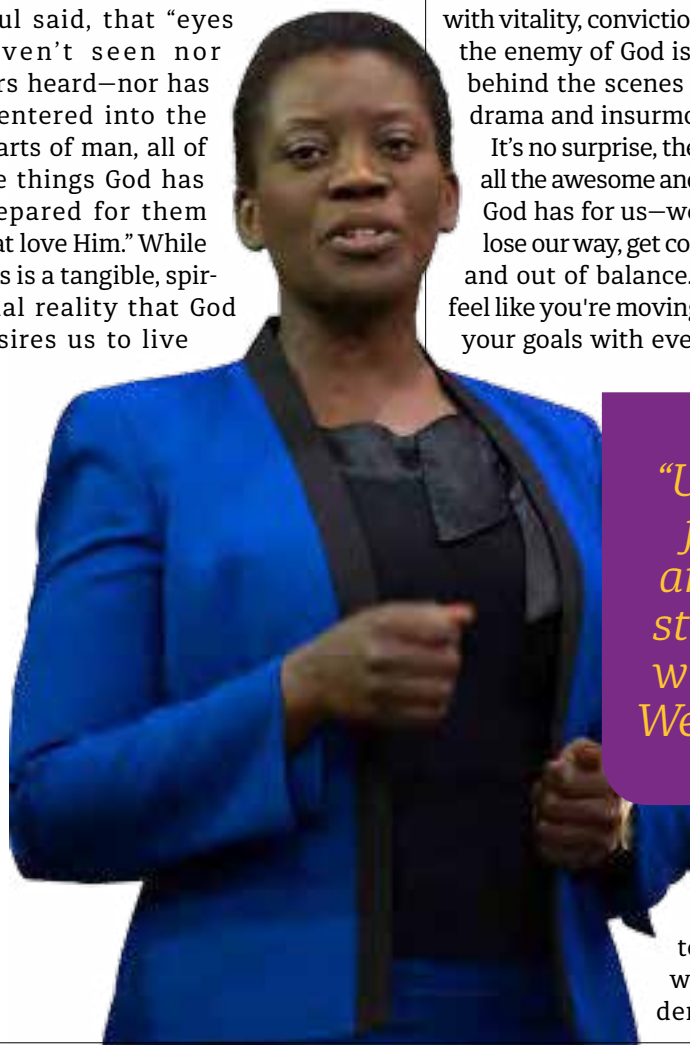 ul said, that “eyes
ven’t seen nor
rs heard—nor has
entered into the
arts of man, all of
e things God has
epared for them
at love Him.” While
s is a tangible, spir-
al reality that God
sires us to live
with vitality, convictio
the enemy of God is
behind the scenes
drama and insurmo
It’s no surprise, the
all the awesome and
God has for us—we
lose our way, get co
and out of balance.
feel like you're moving
your goals with eve
“U
j
a
st
w
We
to
w
der